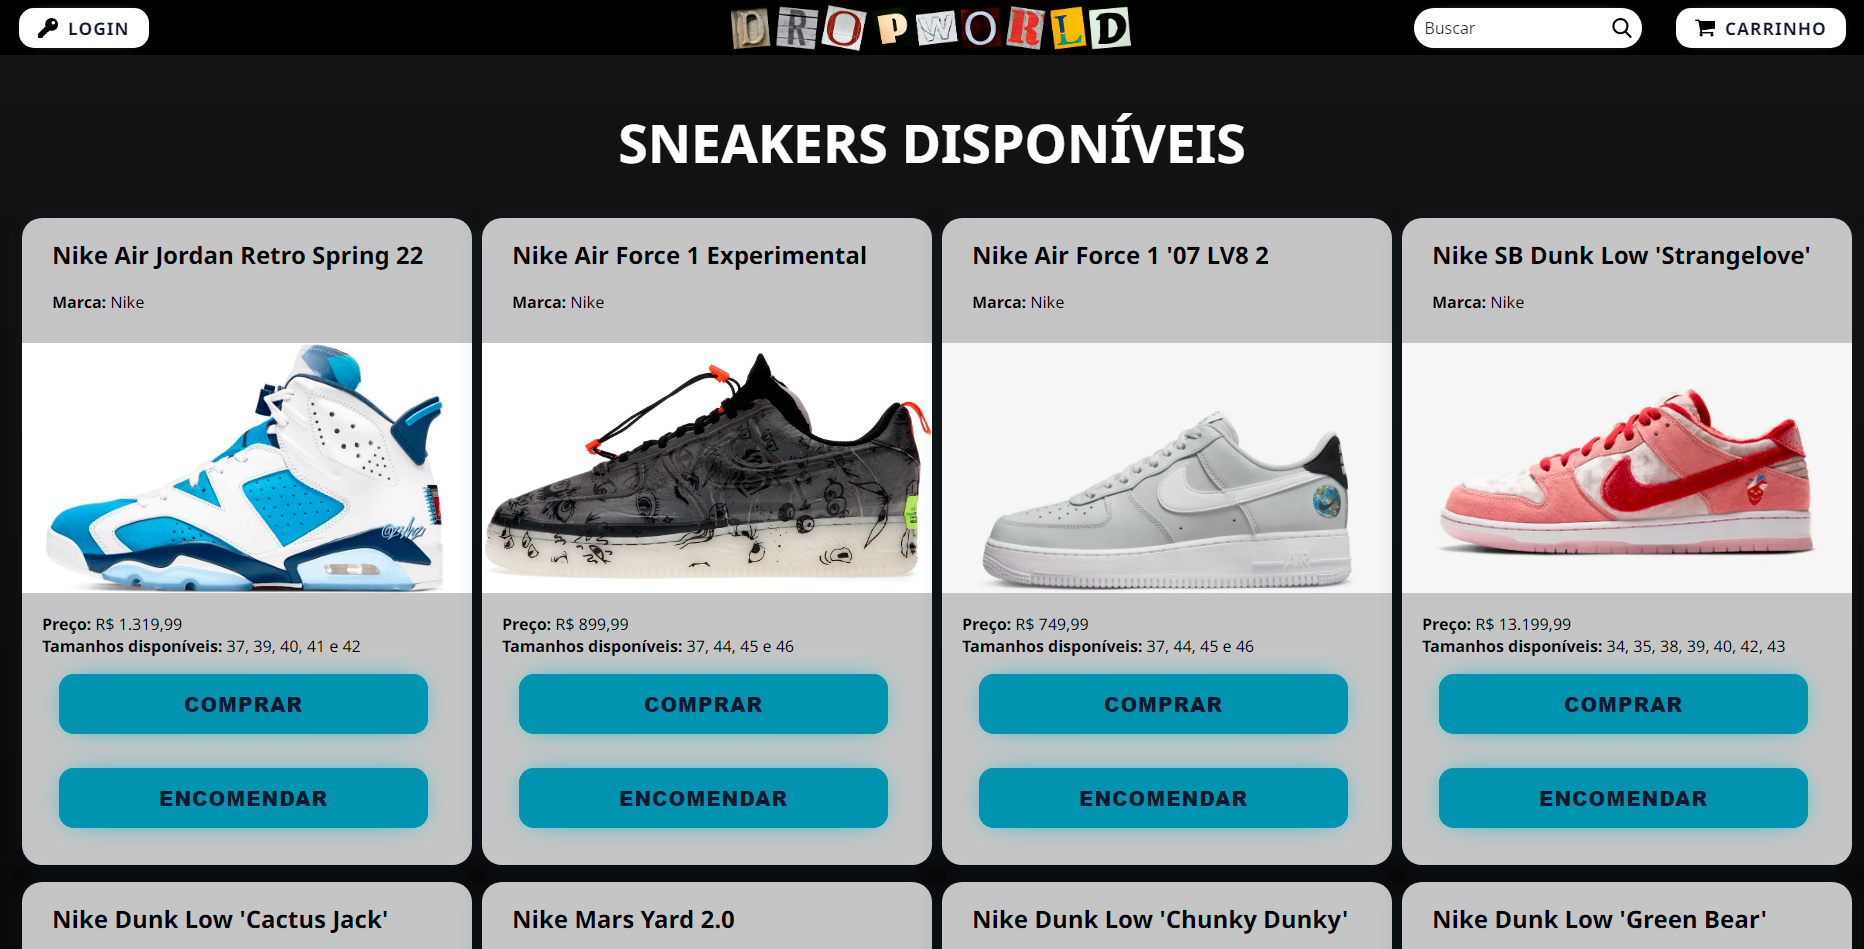 LOGIN
DROPWORLD
Buscar
CARRINHO
SNEAKERS DISPONÍVEIS
Nike Air Jordan Retro Spring 22
Marca: Nike
Preço: R$ 1.319,99
Tamanhos disponíveis: 37, 39, 40, 41 e 42
COMPRAR
ENCOMENDAR
Nike Air Force 1 Experimental
Marca: Nike
Preço: R$ 899,99
Tamanhos disponíveis: 37, 44, 45 e 46
COMPRAR
ENCOMENDAR
Nike Air Force 1 '07 LV8 2
Marca: Nike
AIR
Preço: R$ 749,99
Tamanhos disponíveis: 37, 44, 45 e 46
COMPRAR
ENCOMENDAR
Nike SB Dunk Low 'Strangelove'
Marca: Nike
Preço: R$ 13.199,99
Tamanhos disponíveis: 34, 35, 38, 39, 40, 42, 43
COMPRAR
ENCOMENDAR
Nike Dunk Low 'Cactus Jack'
Nike Mars Yard 2.0
Nike Dunk Low 'Chunky Dunky'
Nike Dunk Low 'Green Bear'